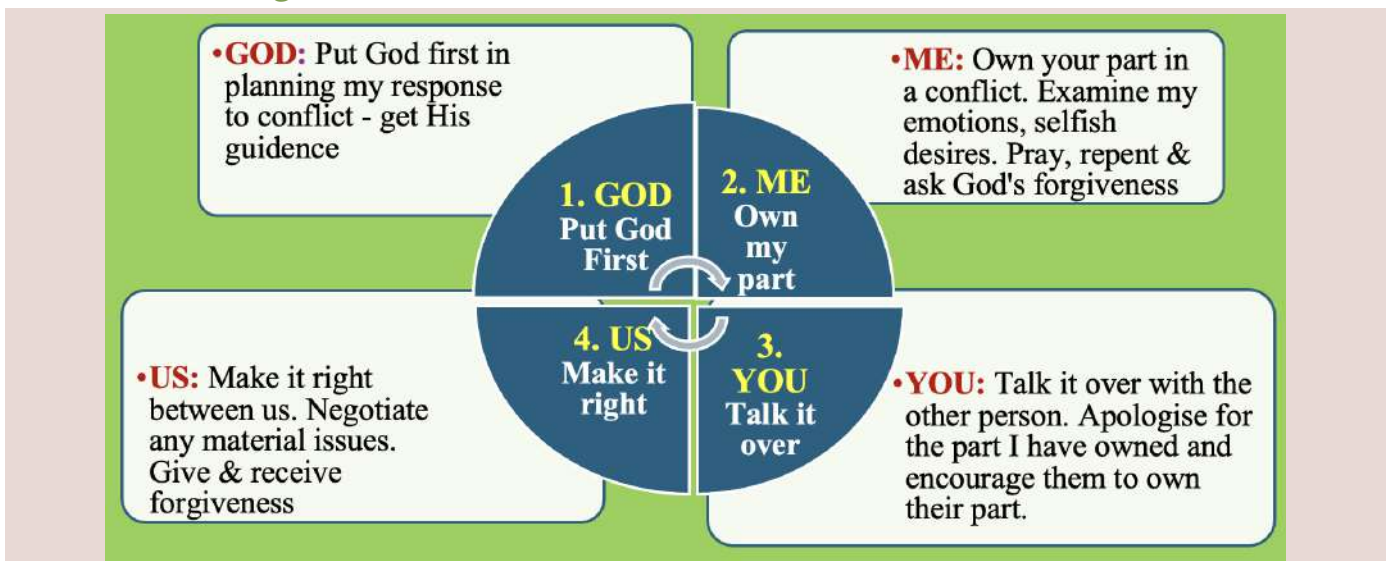 •GOD: Put God first in
planning my response
to conflict - get His
guidence
•ME: Own your part in
a conflict. Examine my
emotions, selfish
desires. Pray, repent &
ask God's forgiveness
1. GOD
Put God
First
2. ME
Own
my
part
3.
YOU
Talk it
over
4. US
Make it
right
•US: Make it right
between us. Negotiate
any material issues.
Give & receive
forgiveness
•YOU: Talk it over with the
other person. Apologise for
the part I have owned and
encourage them to own
their part.